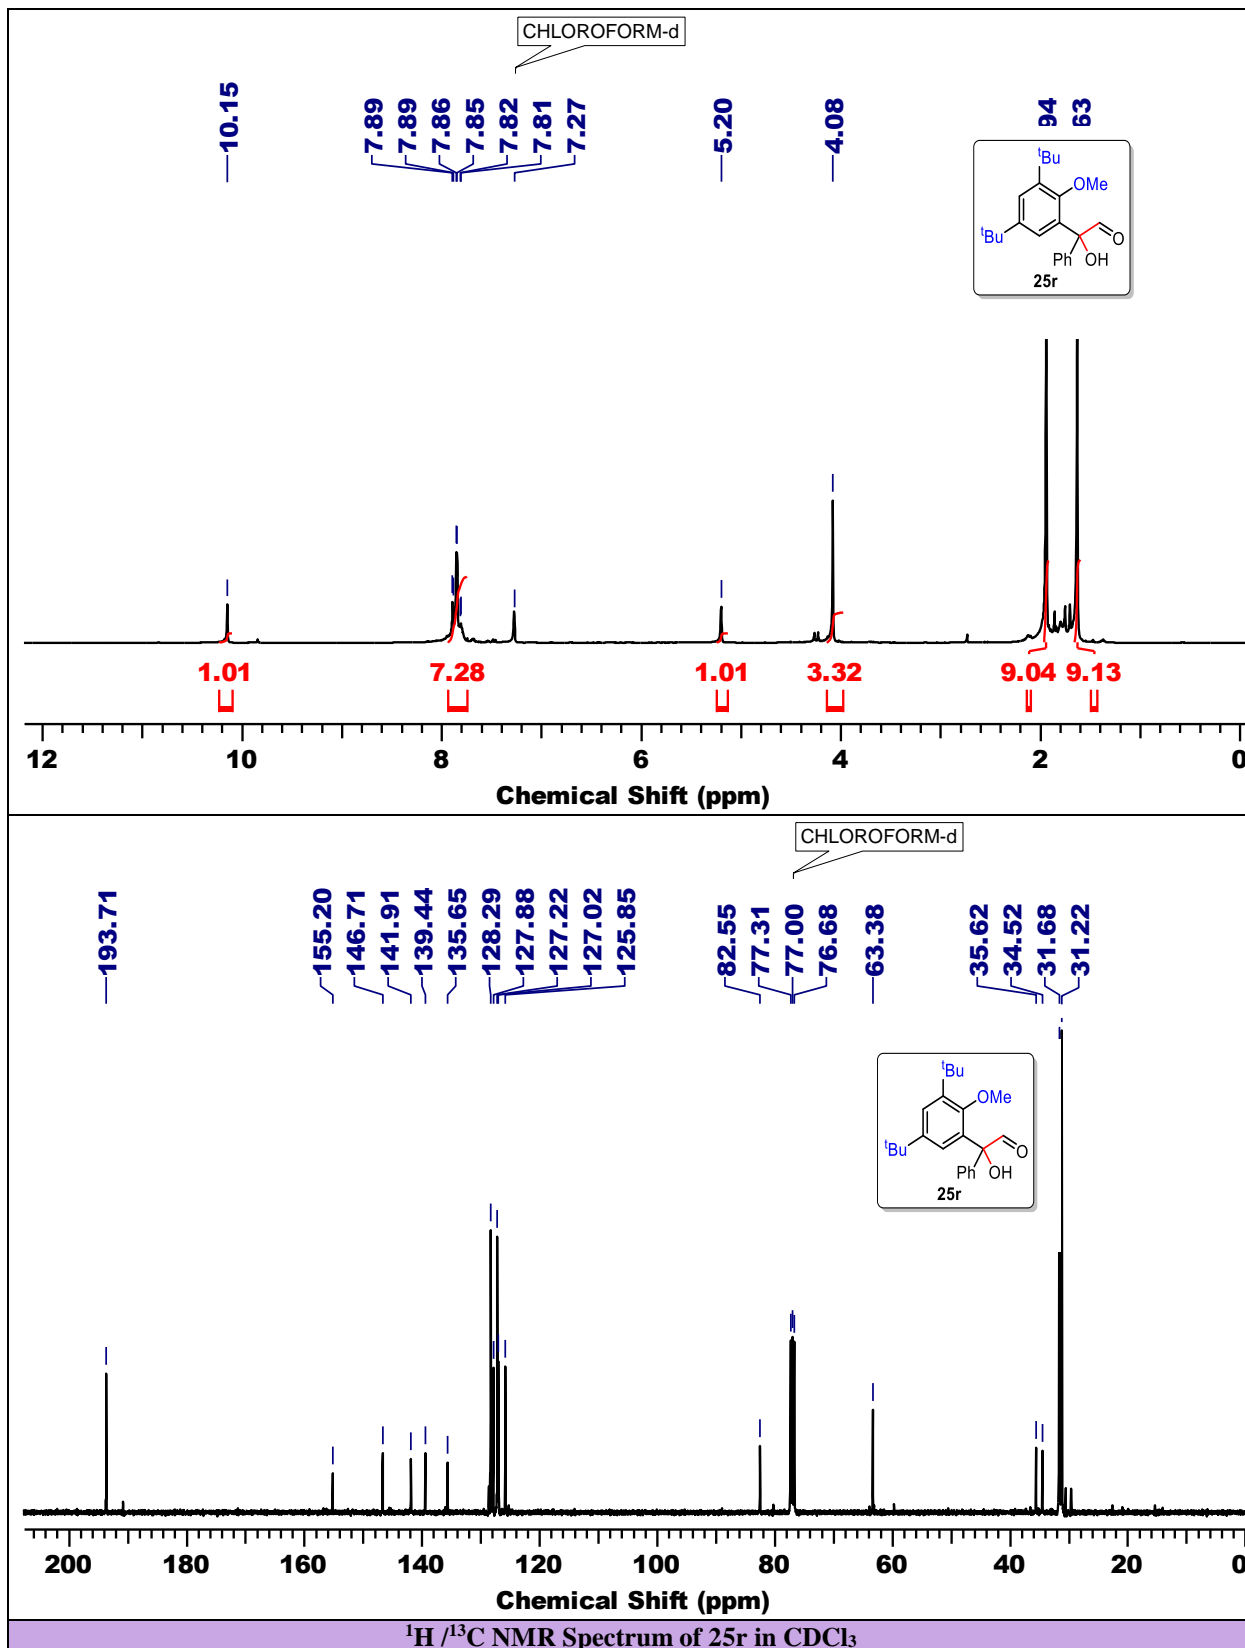 CHLOROFORM-d
10.15
7.89
7.89
7.86
7.85
7.82
7.81
7.27
5.20
4.08
94
63
tBu
OMe
tBu
O
Ph OH
25r
1.01 7.28 1.01 3.32 9.04 9.13
12 10 8 6 4 2 0
Chemical Shift (ppm)
CHLOROFORM-d
193.71
155.20
146.71
141.91
139.44
135.65
128.29
127.88
127.22
127.02
125.85
82.55
77.31
77.00
76.68
63.38
35.62
34.52
31.68
31.22
tBu
OMe
tBu
O
Ph OH
25r
200 180 160 140 120 100 80 60 40 20 0
Chemical Shift (ppm)
¹H /¹³C NMR Spectrum of 25r in CDCl₃